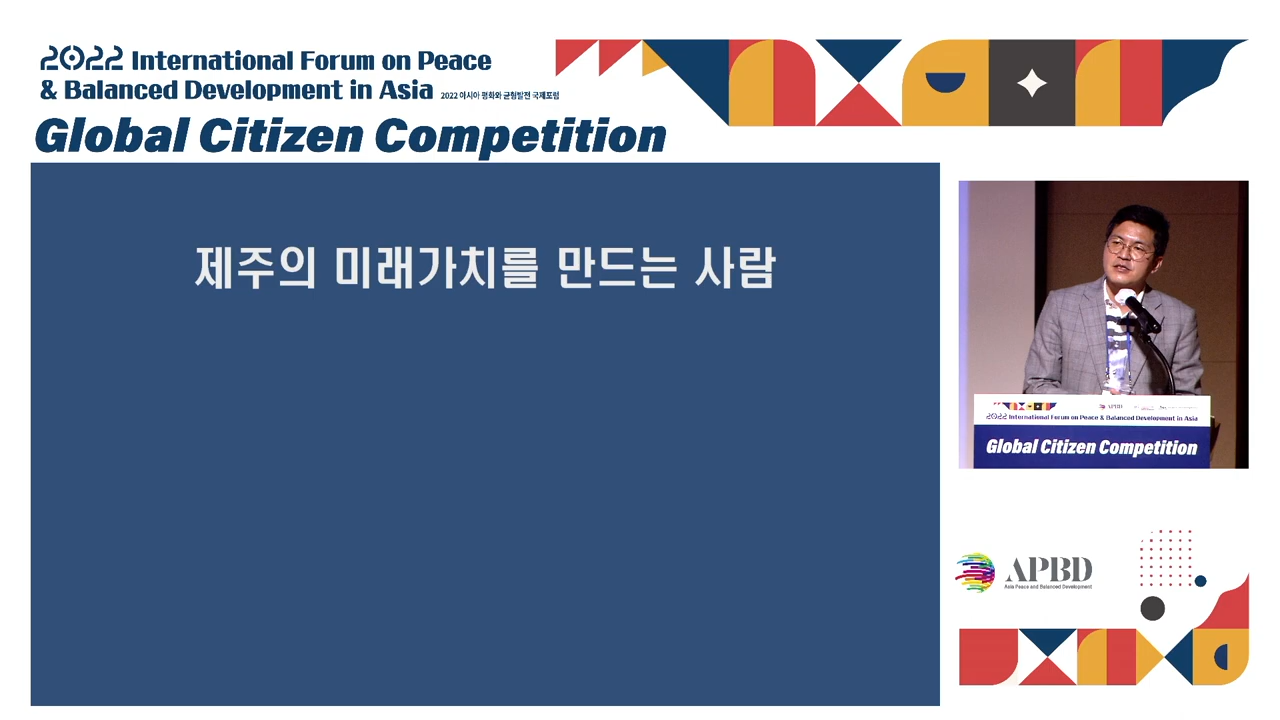 2022 International Forum on Peace
& Balanced Development in Asia 2022 아시아 평화와 균형발전 국제포럼
Global Citizen Competition
제주의 미래가치를 만드는 사람
APBD
2022 International Forum on Peace & Balanced Development in Asia
Global Citizen Competition
APBD
Asia Peace and Balanced Development